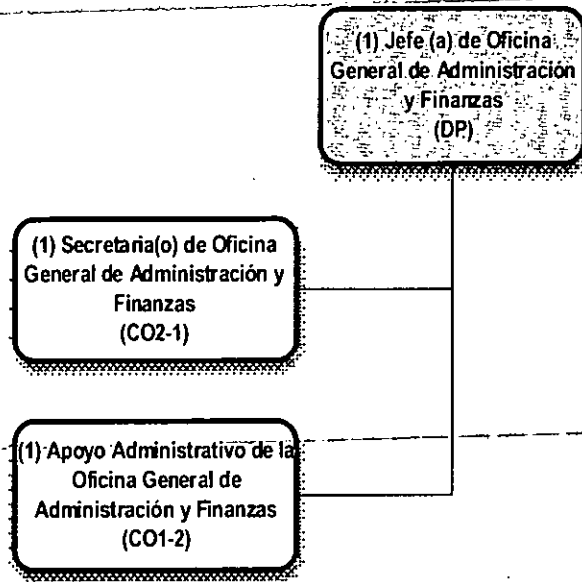 (1) Jefe (a) de Oficina
General de Administración
y Finanzas
(DP)
(1) Secretaria(o) de Oficina
General de Administración y
Finanzas
(CO2-1)
(1) Apoyo Administrativo de la
Oficina General de
Administración y Finanzas
(CO1-2)